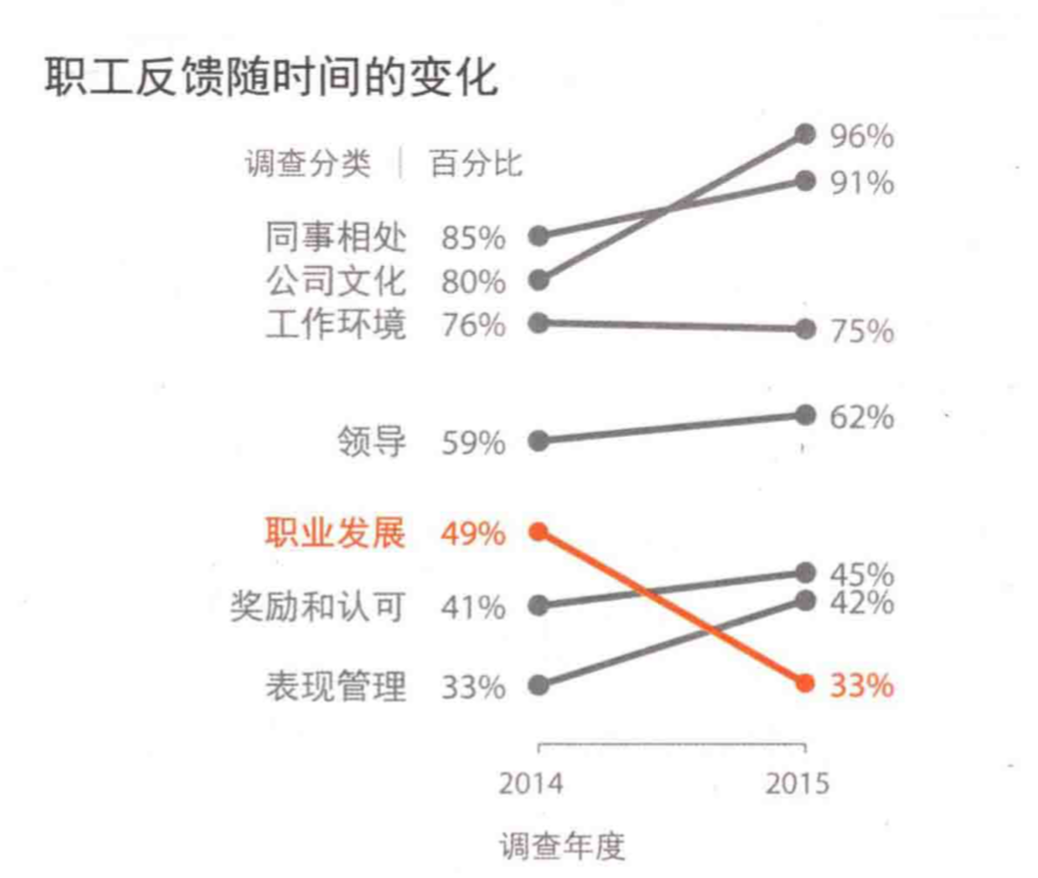 职工反馈随时间的变化
调查分类 | 百分比
96%
91%
同事相处 85%
公司文化 80%
工作环境 76%
75%
62%
领导 59%
职业发展 49%
45%
奖励和认可 41%
42%
表现管理 33%
33%
2014 2015
调查年度